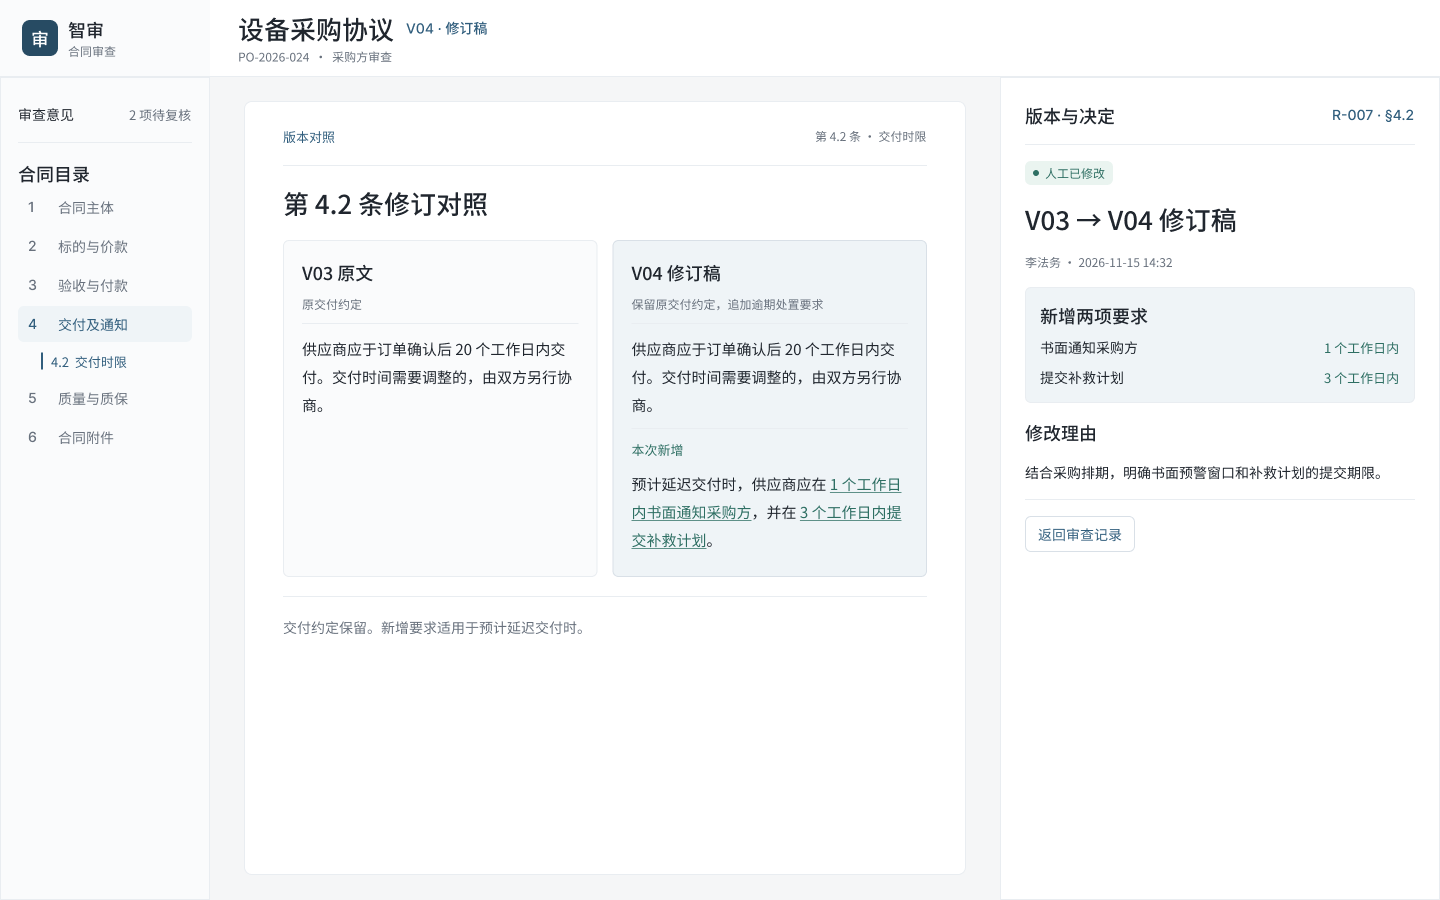 审
智审
合同审查
设备采购协议 V04 · 修订稿
PO-2026-024 • 采购方审查
审查意见 2 项待复核
合同目录
1 合同主体
2 标的与价款
3 验收与付款
4 交付及通知
4.2 交付时限
5 质量与质保
6 合同附件
版本对照 第 4.2 条 • 交付时限
第 4.2 条修订对照
V03 原文
原交付约定
供应商应于订单确认后 20 个工作日内交
付。交付时间需要调整的，由双方另行协
商。
V04 修订稿
保留原交付约定，追加逾期处置要求
供应商应于订单确认后 20 个工作日内交
付。交付时间需要调整的，由双方另行协
商。
本次新增
预计延迟交付时，供应商应在 1 个工作日
内书面通知采购方，并在 3 个工作日内提
交补救计划。
交付约定保留。新增要求适用于预计延迟交付时。
版本与决定 R-007 · §4.2
人工已修改
V03 → V04 修订稿
李法务 • 2026-11-15 14:32
新增两项要求
书面通知采购方 1 个工作日内
提交补救计划 3 个工作日内
修改理由
结合采购排期，明确书面预警窗口和补救计划的提交期限。
返回审查记录